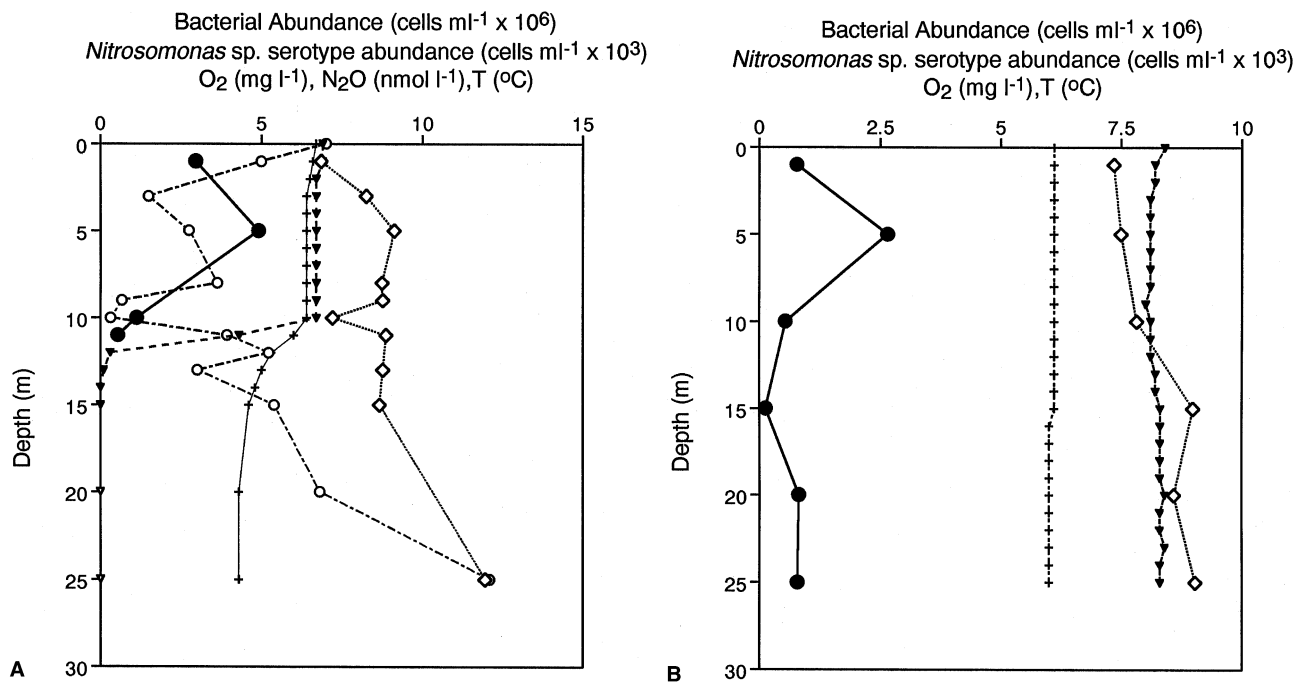 Bacterial Abundance (cells ml-1 x 10⁶)
Nitrosomonas sp. serotype abundance (cells ml-1 x 10³)
O₂ (mg l-1), N₂O (nmol l-1),T (ºC)
0 5 10 15
0
5
10
15
20
25
30
Depth (m)
A
Bacterial Abundance (cells ml-1 x 10⁶)
Nitrosomonas sp. serotype abundance (cells ml-1 x 10³)
O₂ (mg l-1),T (ºC)
0 2.5 5 7.5 10
0
5
10
15
20
25
30
Depth (m)
B